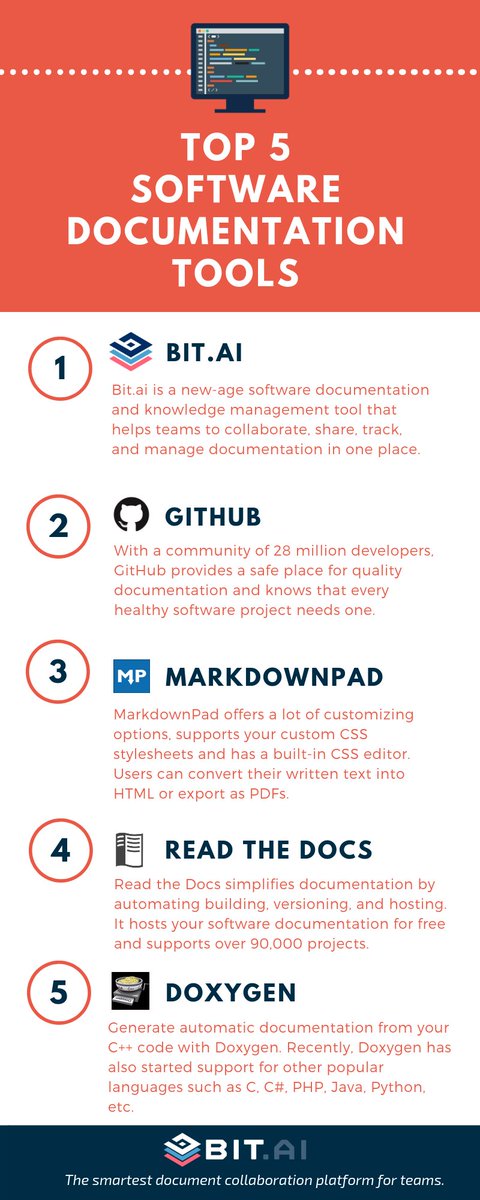 TOP 5
SOFTWARE
DOCUMENTATION
TOOLS
1
BIT.AI
Bit.ai is a new-age software documentation
and knowledge management tool that
helps teams to collaborate, share, track,
and manage documentation in one place.
2
GITHUB
With a community of 28 million developers,
GitHub provides a safe place for quality
documentation and knows that every
healthy software project needs one.
3
MP
MARKDOWNPAD
MarkdownPad offers a lot of customizing
options, supports your custom CSS
stylesheets and has a built-in CSS editor.
Users can convert their written text into
HTML or export as PDFs.
4
READ THE DOCS
Read the Docs simplifies documentation by
automating building, versioning, and hosting.
It hosts your software documentation for free
and supports over 90,000 projects.
5
DOXYGEN
Generate automatic documentation from your
C++ code with Doxygen. Recently, Doxygen has
also started support for other popular
languages such as C, C#, PHP, Java, Python,
etc.
BIT.AI
The smartest document collaboration platform for teams.